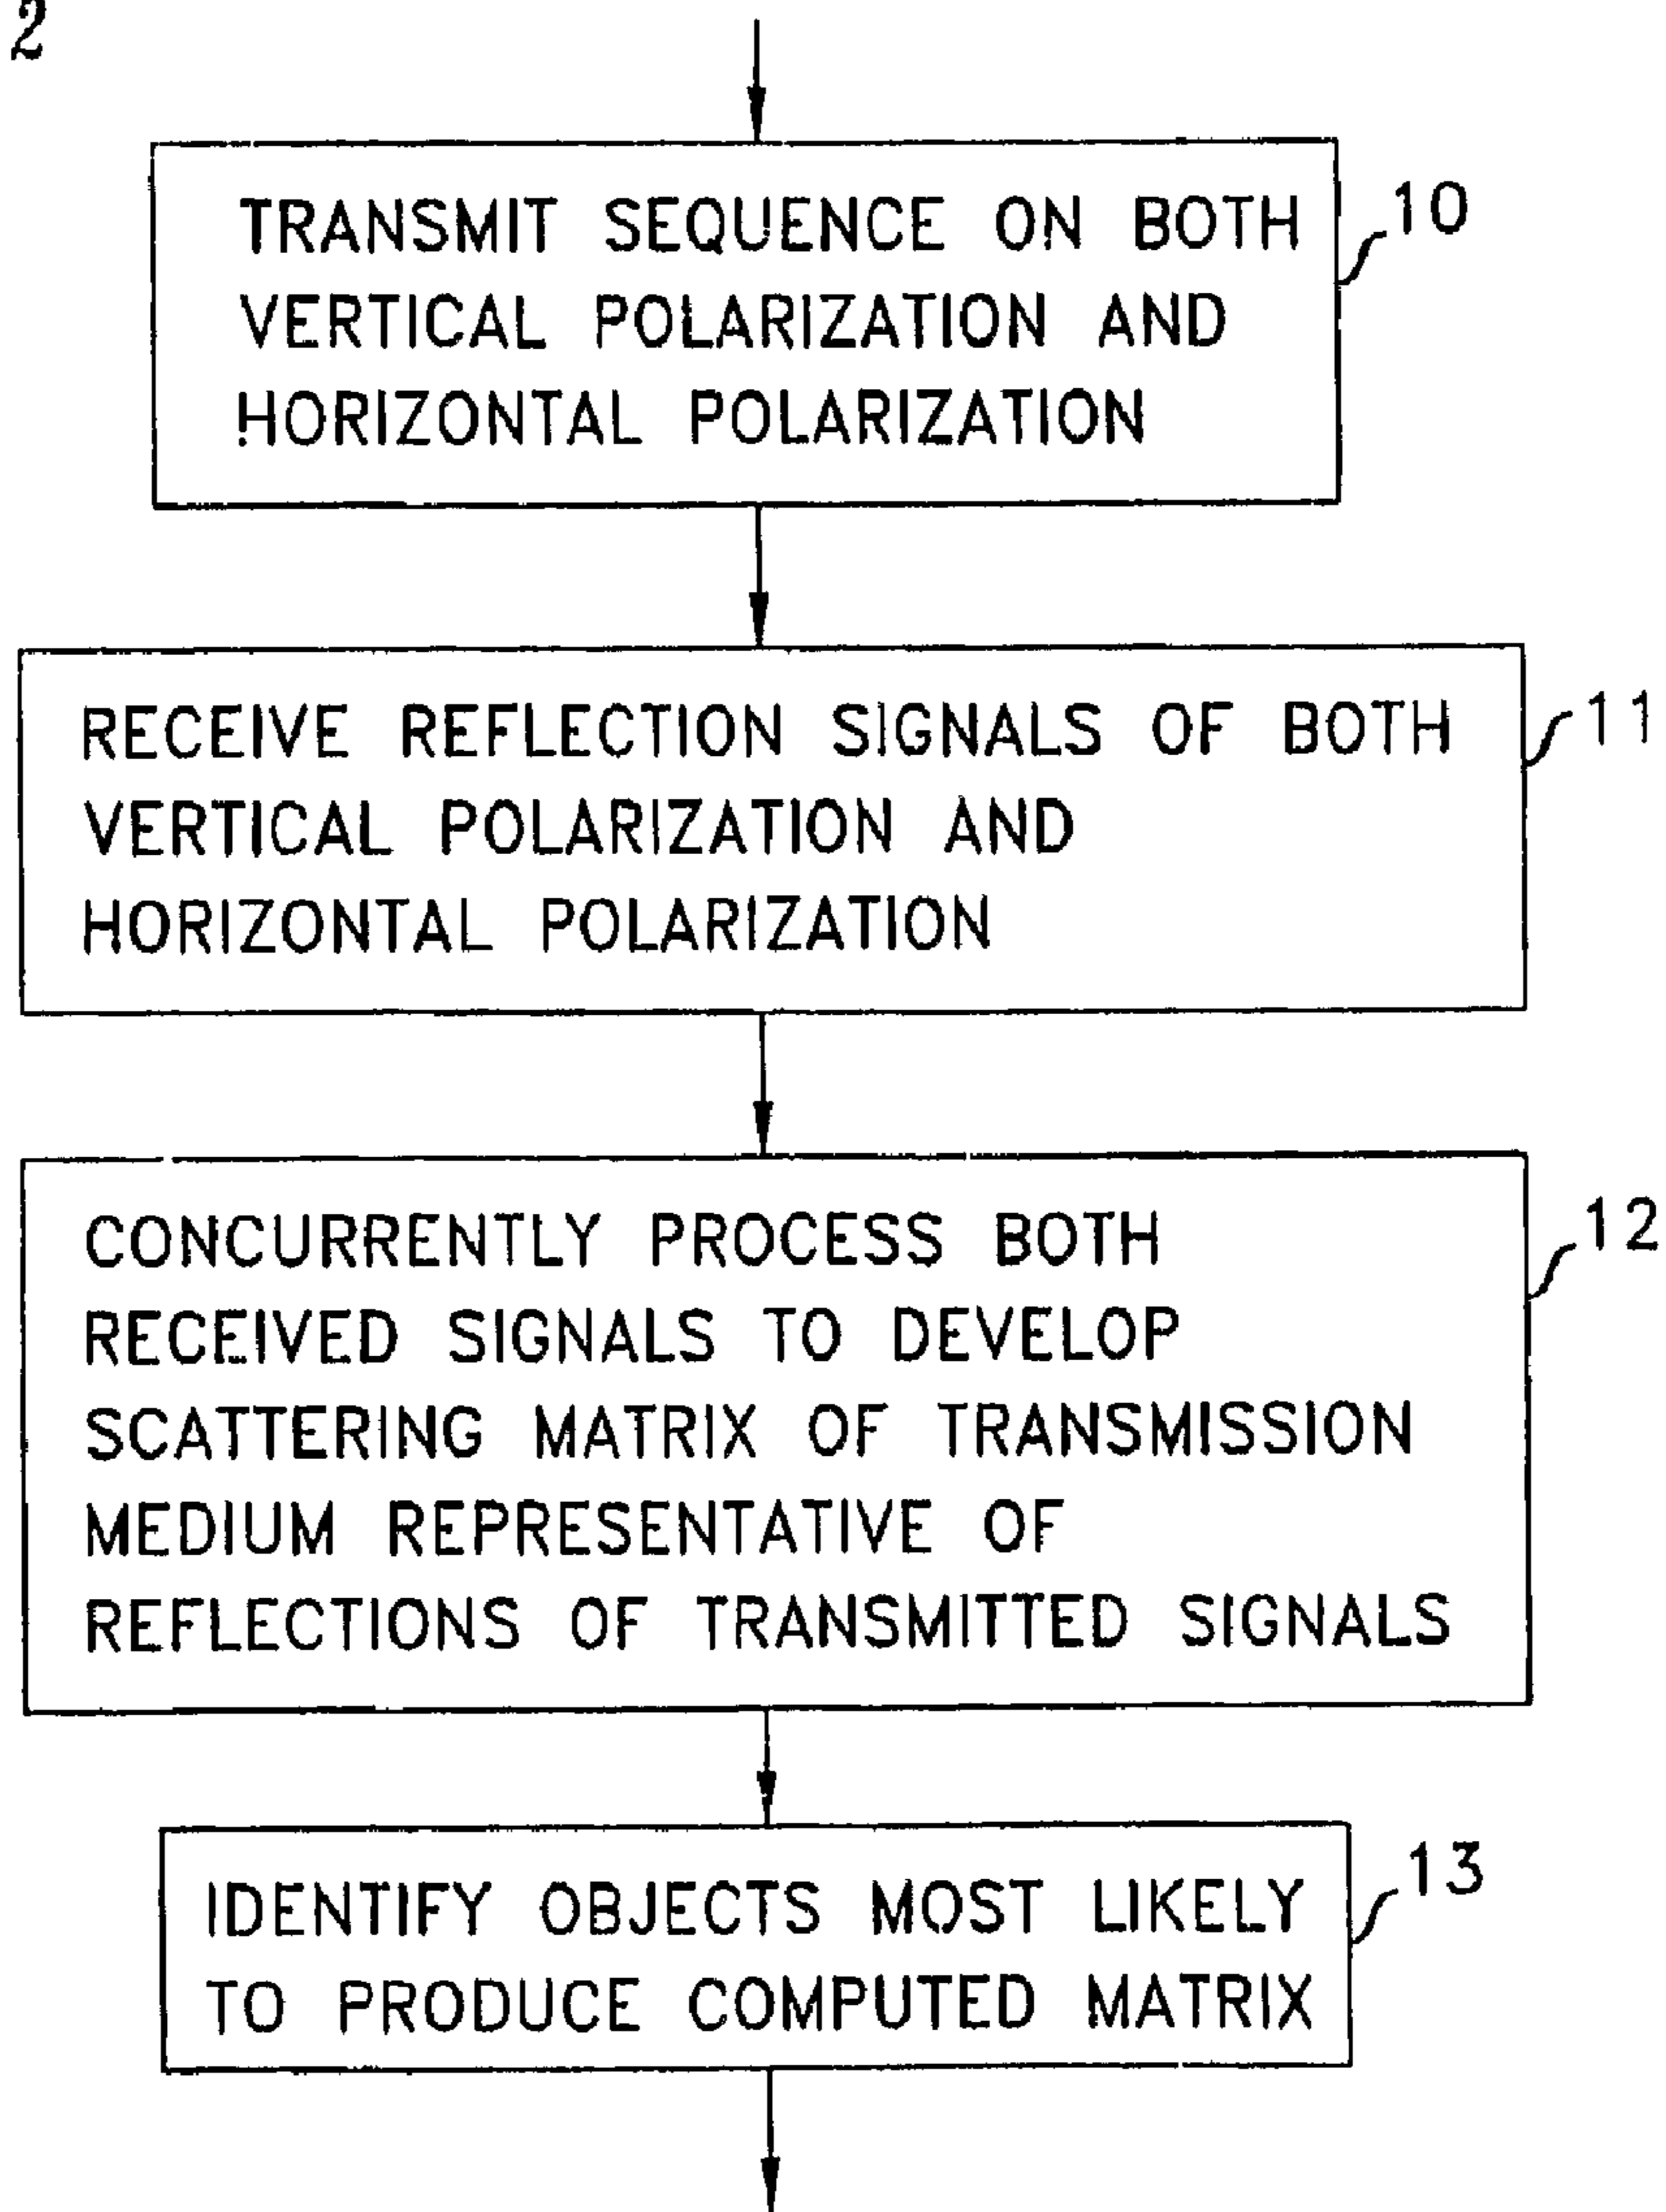 2
TRANSMIT SEQUENCE ON BOTH
VERTICAL POLARIZATION AND
HORIZONTAL POLARIZATION
10
RECEIVE REFLECTION SIGNALS OF BOTH
VERTICAL POLARIZATION AND
HORIZONTAL POLARIZATION
11
CONCURRENTLY PROCESS BOTH
RECEIVED SIGNALS TO DEVELOP
SCATTERING MATRIX OF TRANSMISSION
MEDIUM REPRESENTATIVE OF
REFLECTIONS OF TRANSMITTED SIGNALS
12
IDENTIFY OBJECTS MOST LIKELY
TO PRODUCE COMPUTED MATRIX
13